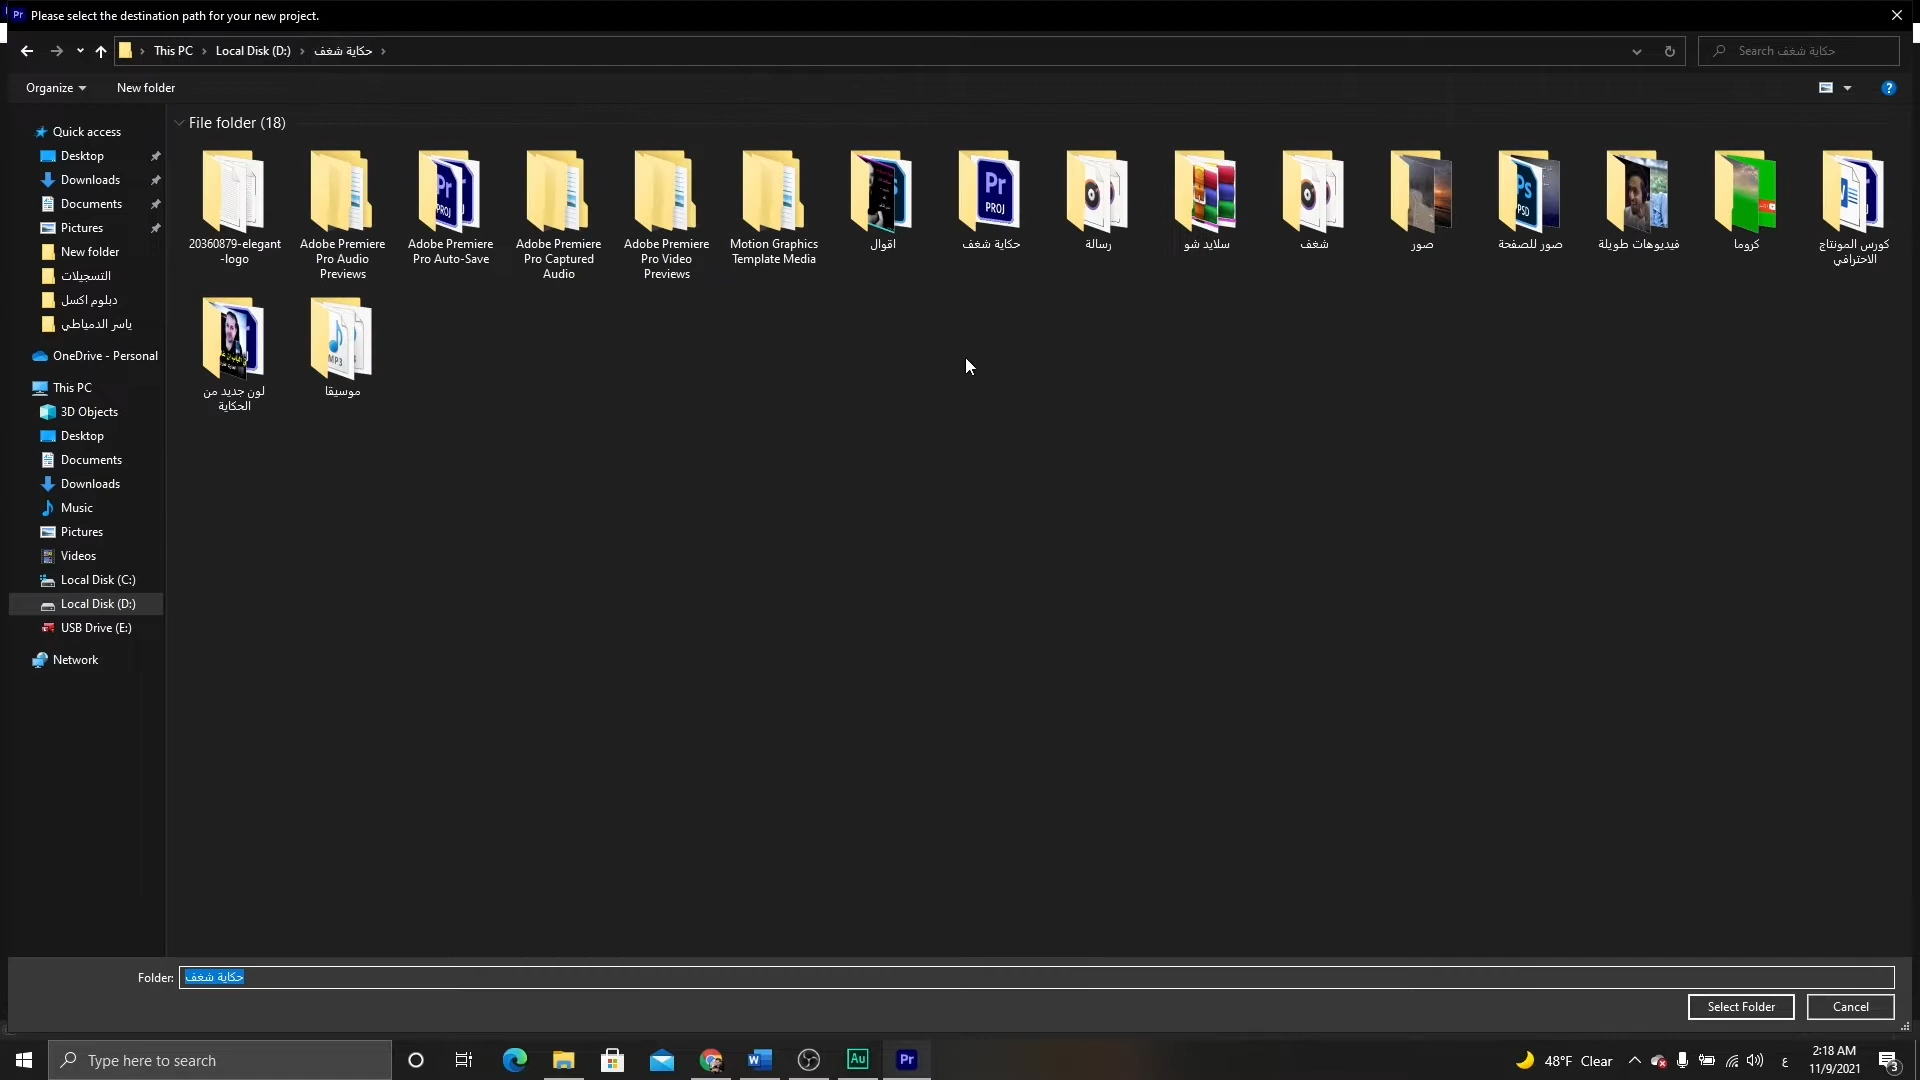 Please select the destination path for your new project.
This PC
Local Disk (D:)
حكاية شغف
Search حكاية شغف
Organize
New folder
Quick access
Desktop
Downloads
Documents
Pictures
New folder
التسجيلات
دبلوم اكسل
ياسر الدمياطي
OneDrive - Personal
This PC
3D Objects
Desktop
Documents
Downloads
Music
Pictures
Videos
Local Disk (C:)
Local Disk (D:)
USB Drive (E:)
Network
File folder (18)
20360879-elegant
-logo
Adobe Premiere
Pro Audio
Previews
Adobe Premiere
Pro Auto-Save
Adobe Premiere
Pro Captured
Audio
Adobe Premiere
Pro Video
Previews
Motion Graphics
Template Media
اقوال
حكاية شغف
رسالة
سلايد شو
شغف
صور
صور للصفحة
فيديوهات طويلة
كروما
كورس المونتاج
الاحترافي
لون جديد من
الحكاية
موسيقا
Folder:
حكاية شغف
Select Folder
Cancel
Type here to search
48°F Clear
ع
2:18 AM
11/9/2021
3